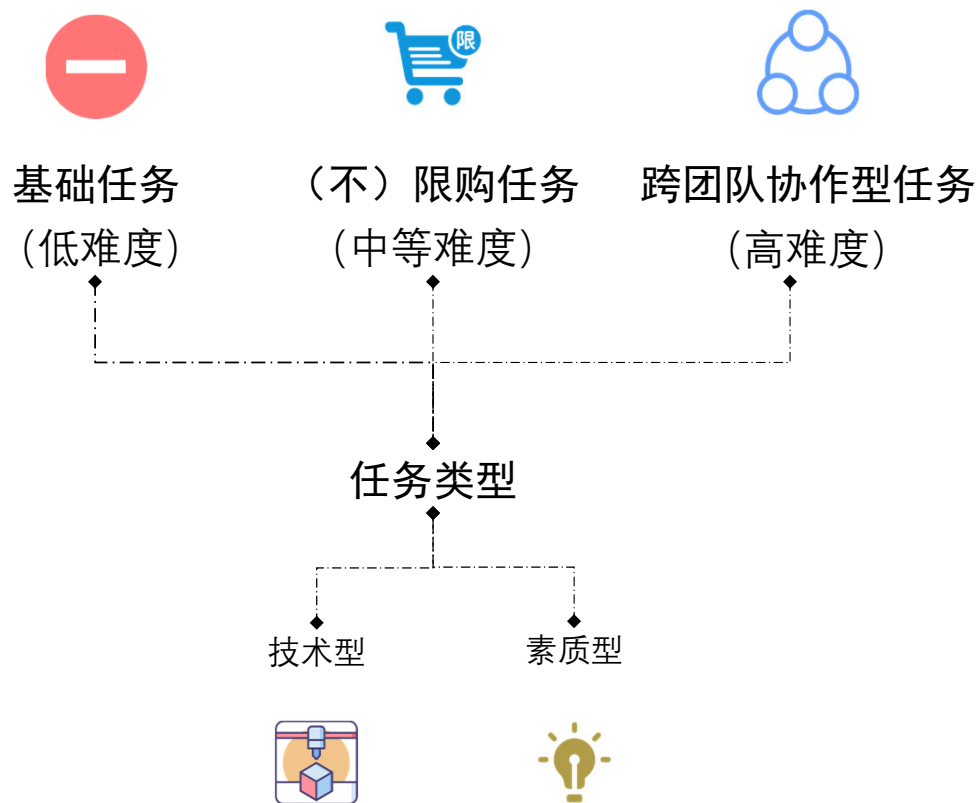 限
基础任务
（不）限购任务
跨团队协作型任务
（低难度）
（中等难度）
（高难度）
任务类型
技术型
素质型